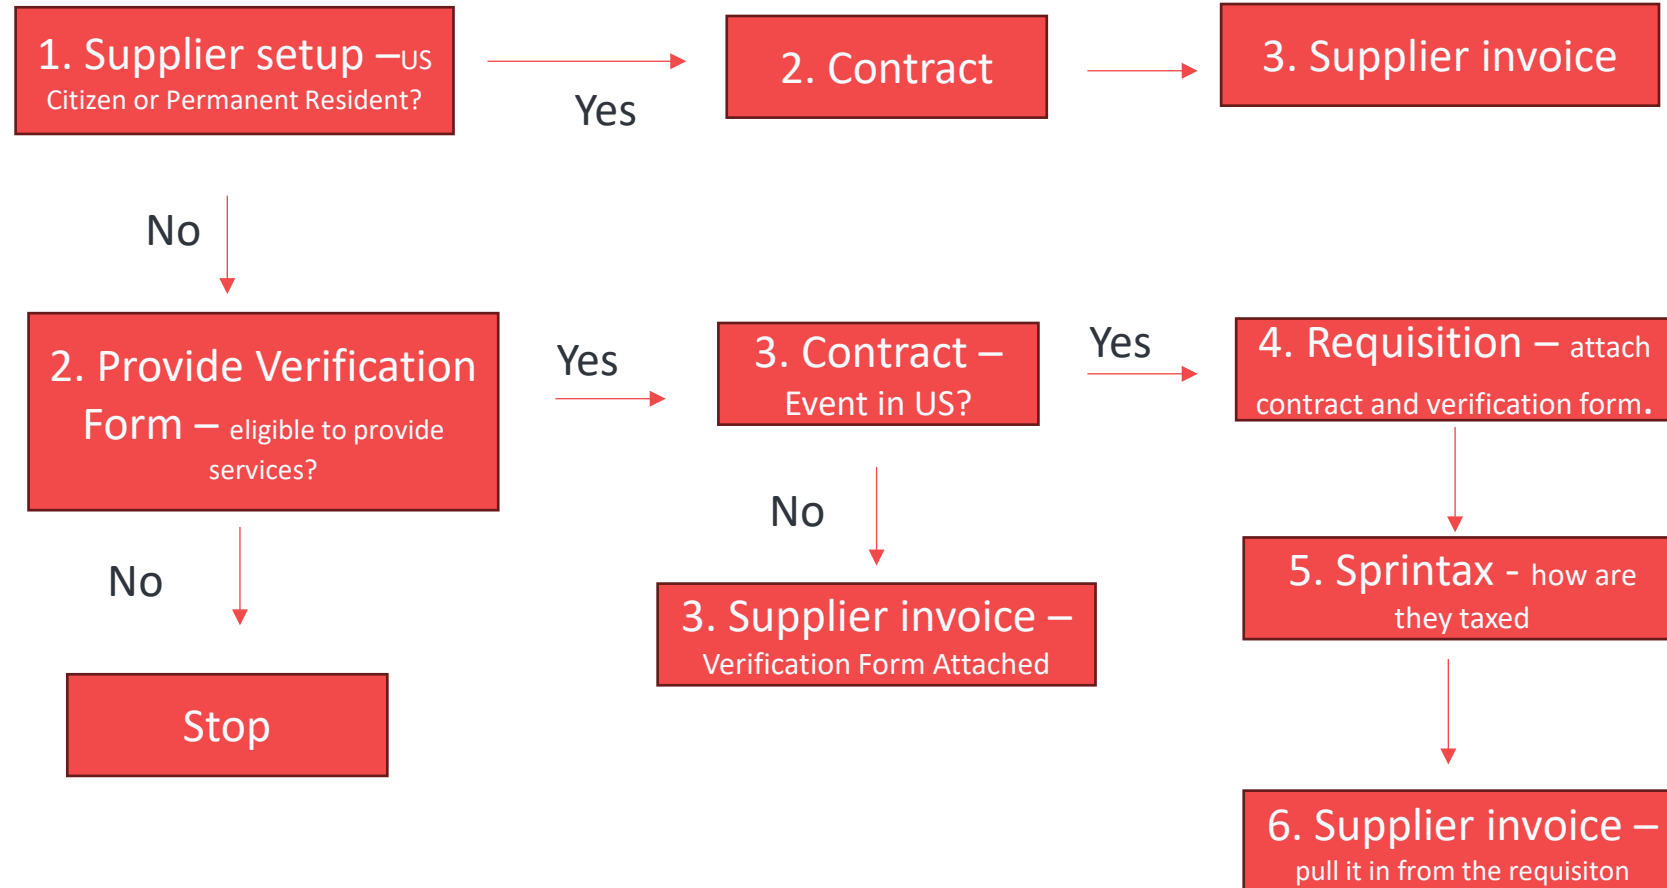 1. Supplier setup –US
Citizen or Permanent Resident?
Yes
2. Contract
3. Supplier invoice
No
2. Provide Verification
Form – eligible to provide
services?
Yes
3. Contract –
Event in US?
Yes
4. Requisition – attach
contract and verification form.
No
No
3. Supplier invoice –
Verification Form Attached
5. Sprintax - how are
they taxed
Stop
6. Supplier invoice –
pull it in from the requisiton